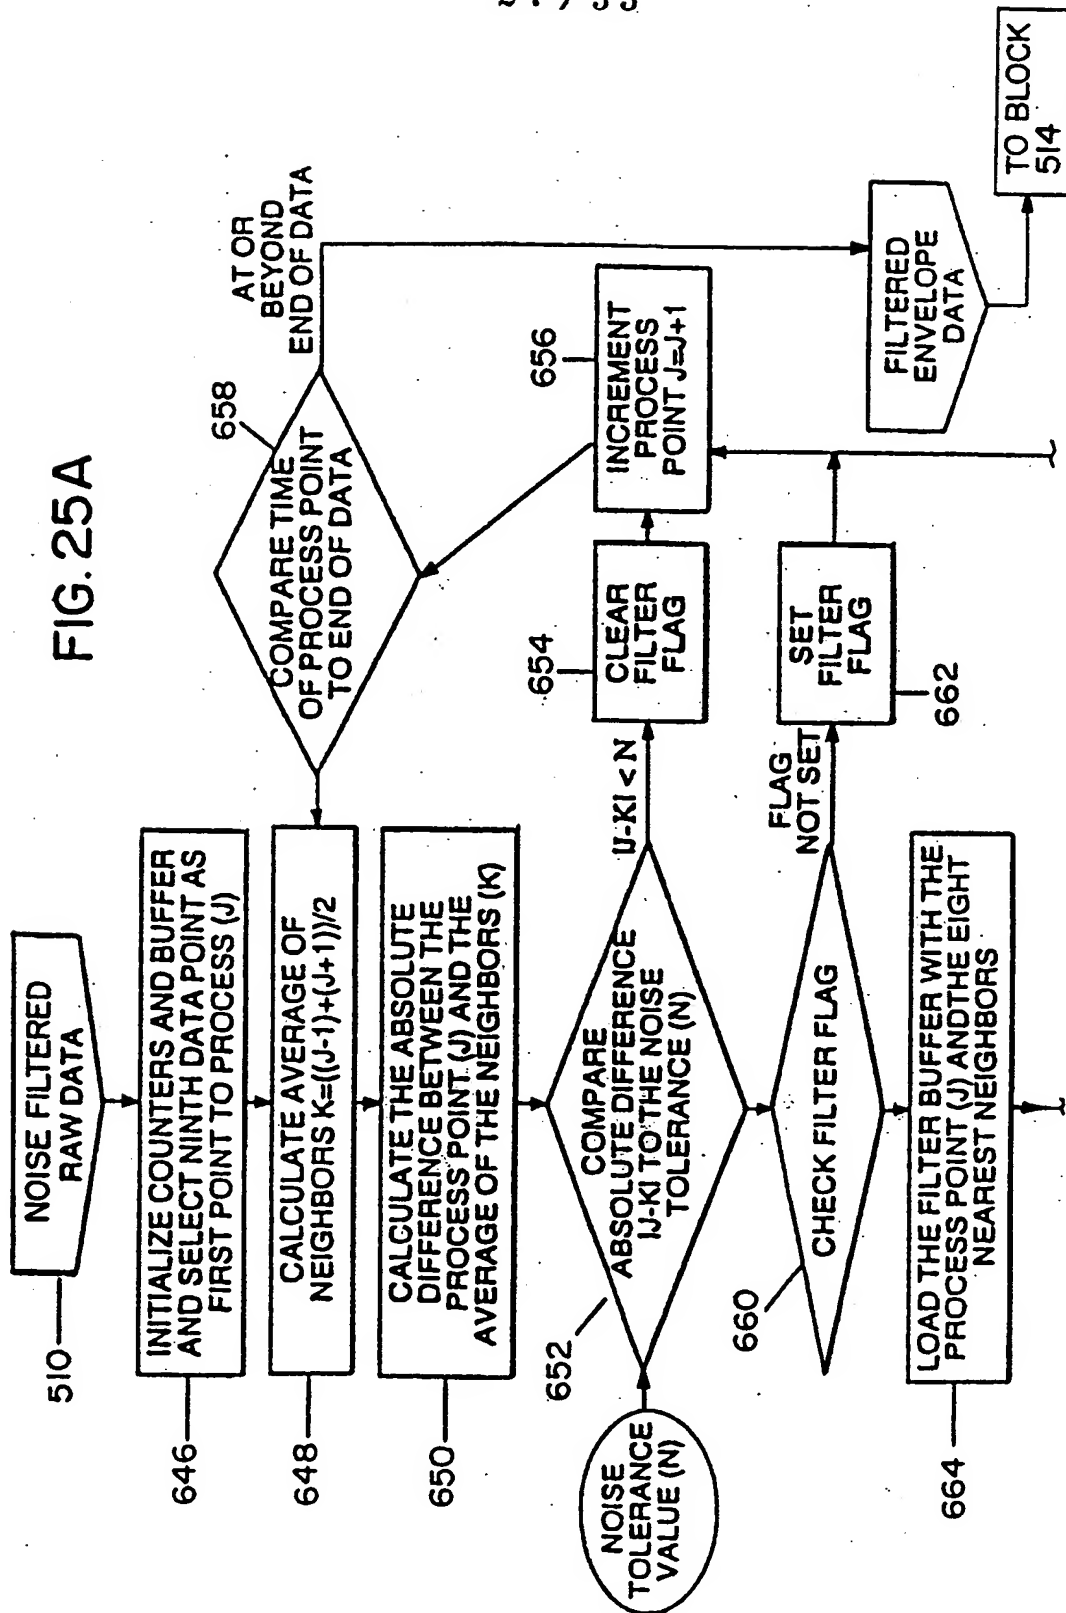 FIG. 25A
NOISE FILTERED
RAW DATA
510
INITIALIZE COUNTERS AND BUFFER
AND SELECT NINTH DATA POINT AS
FIRST POINT TO PROCESS (J)
646
CALCULATE AVERAGE OF
NEIGHBORS K=((J-1)+(J+1))/2
648
CALCULATE THE ABSOLUTE
DIFFERENCE BETWEEN THE
PROCESS POINT (J) AND THE
AVERAGE OF THE NEIGHBORS (K)
650
NOISE
TOLERANCE
VALUE (N)
COMPARE
ABSOLUTE DIFFERENCE
|J-K| TO THE NOISE
TOLERANCE (N)
652
|J-K| < N
CLEAR
FILTER
FLAG
654
INCREMENT
PROCESS
POINT J=J+1
656
COMPARE TIME
OF PROCESS POINT
TO END OF DATA
658
AT OR
BEYOND
END OF DATA
CHECK FILTER FLAG
660
FLAG
NOT SET
SET
FILTER
FLAG
662
LOAD THE FILTER BUFFER WITH THE
PROCESS POINT (J) ANDTHE EIGHT
NEAREST NEIGHBORS
664
FILTERED
ENVELOPE
DATA
TO BLOCK
514